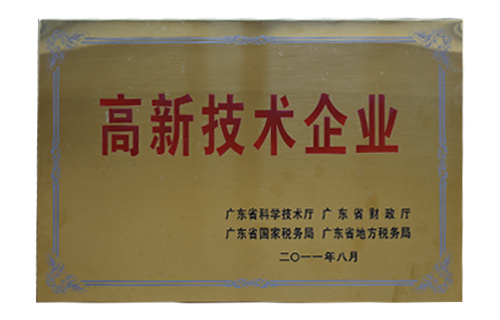 高新技术企业
广东省科学技术厅 广东省财政厅
广东省国家税务局 广东省地方税务局
二〇一一年八月